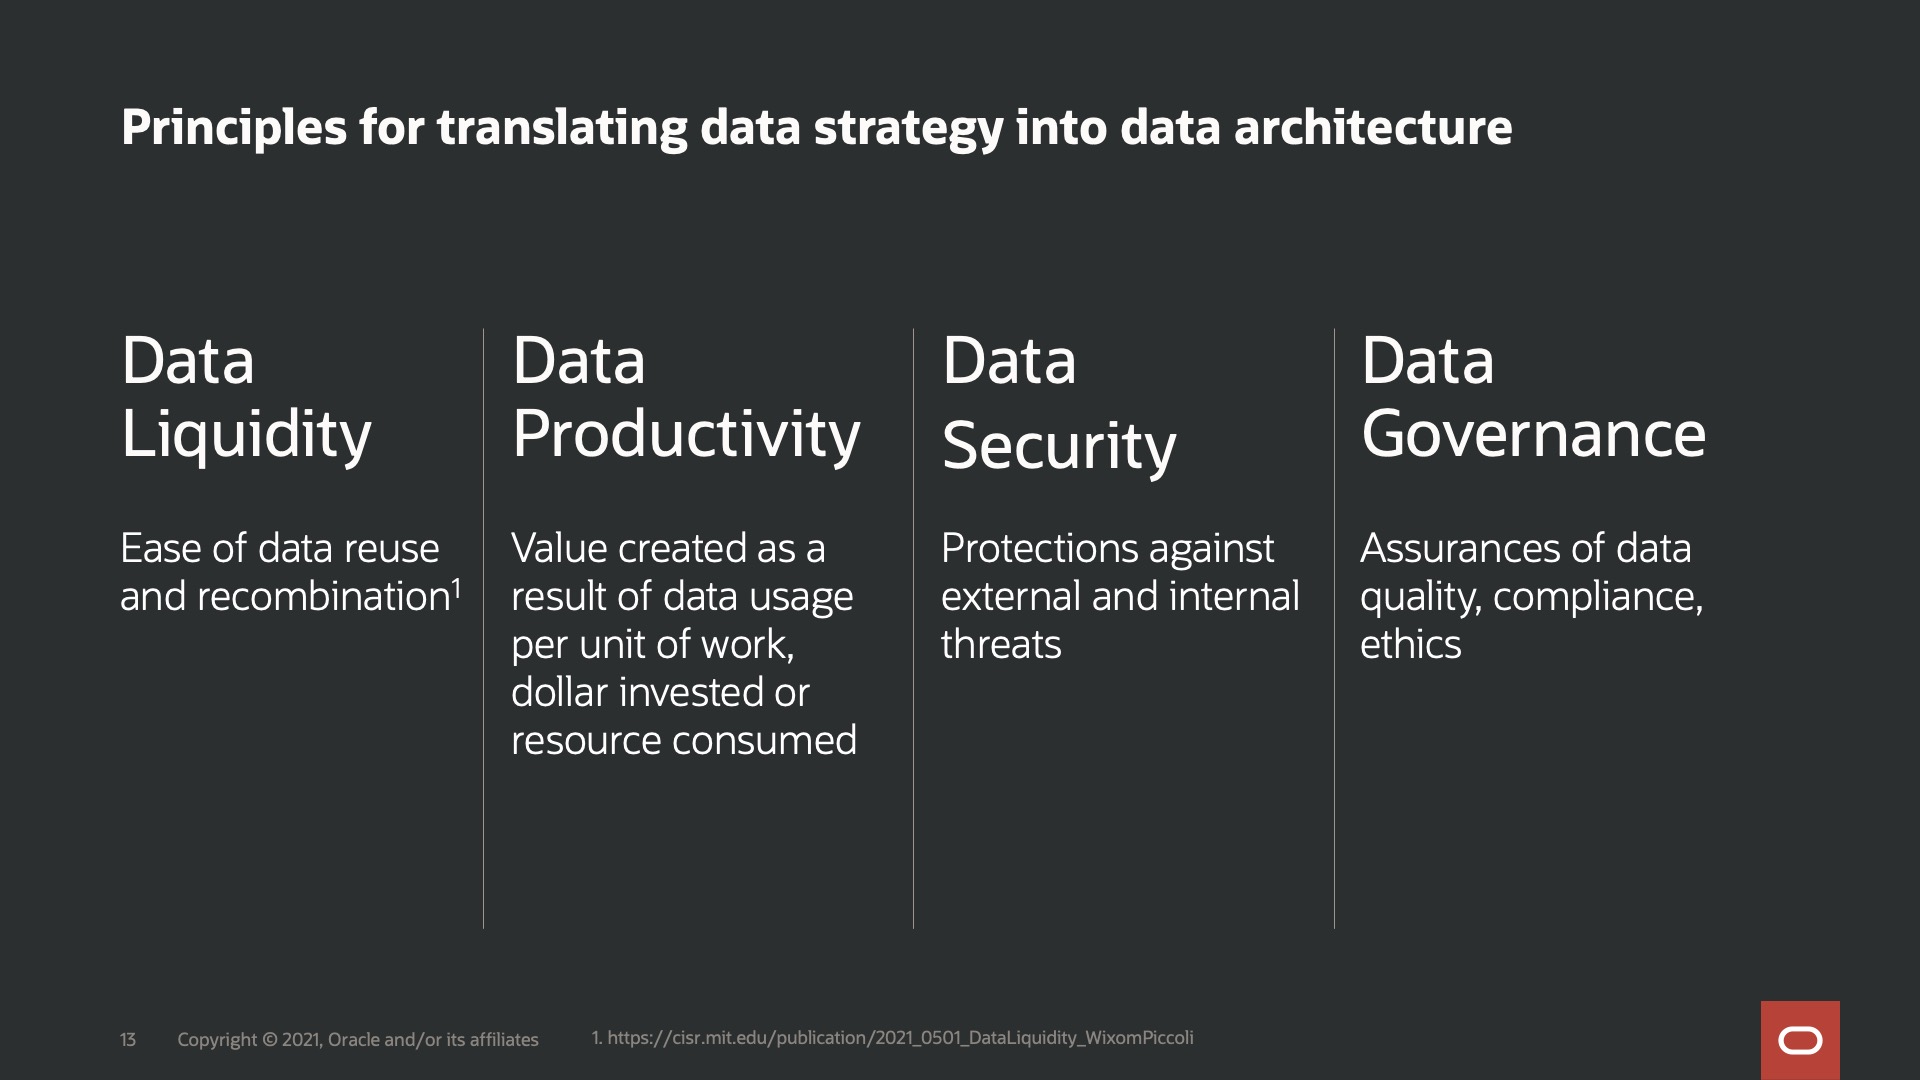 Principles for translating data strategy into data architecture
Data
Liquidity
Ease of data reuse
and recombination¹
Data
Productivity
Value created as a
result of data usage
per unit of work,
dollar invested or
resource consumed
Data
Security
Protections against
external and internal
threats
Data
Governance
Assurances of data
quality, compliance,
ethics
13 Copyright © 2021, Oracle and/or its affiliates 1. https://cisr.mit.edu/publication/2021_0501_DataLiquidity_WixomPiccoli